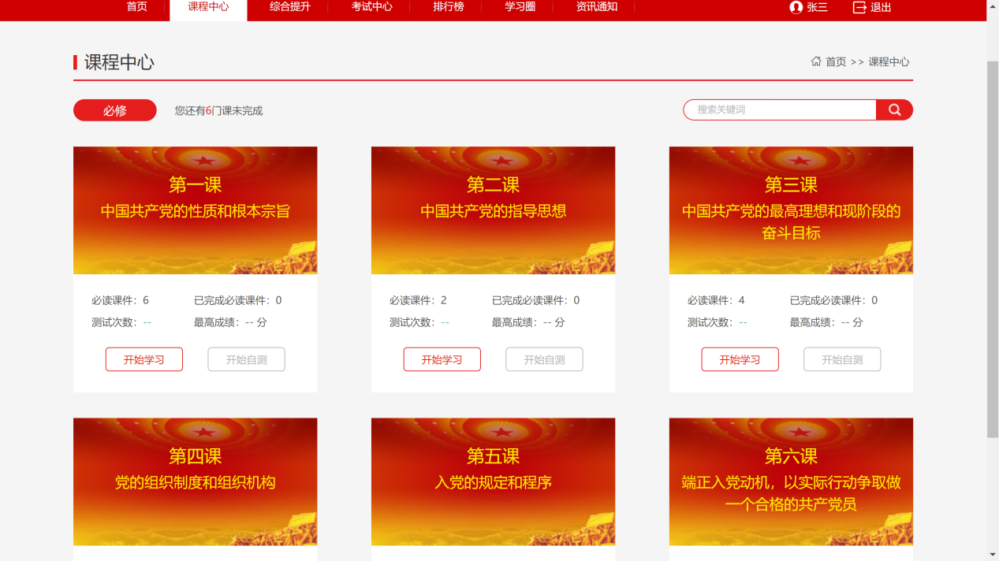 首页 课程中心 综合提升 考试中心 排行榜 学习圈 资讯通知 张三 退出
课程中心 首页 >> 课程中心
必修 您还有6门课未完成 搜索关键词
第一课 第二课 第三课
中国共产党的性质和根本宗旨 中国共产党的指导思想 中国共产党的最高理想和现阶段的
奋斗目标
必读课件：6 已完成必读课件：0 必读课件：2 已完成必读课件：0 必读课件：4 已完成必读课件：0
测试次数：-- 最高成绩：-- 分 测试次数：-- 最高成绩：-- 分 测试次数：-- 最高成绩：-- 分
开始学习 开始自测 开始学习 开始自测 开始学习 开始自测
第四课 第五课 第六课
党的组织制度和组织机构 入党的规定和程序 端正入党动机，以实际行动争取做
一个合格的共产党员